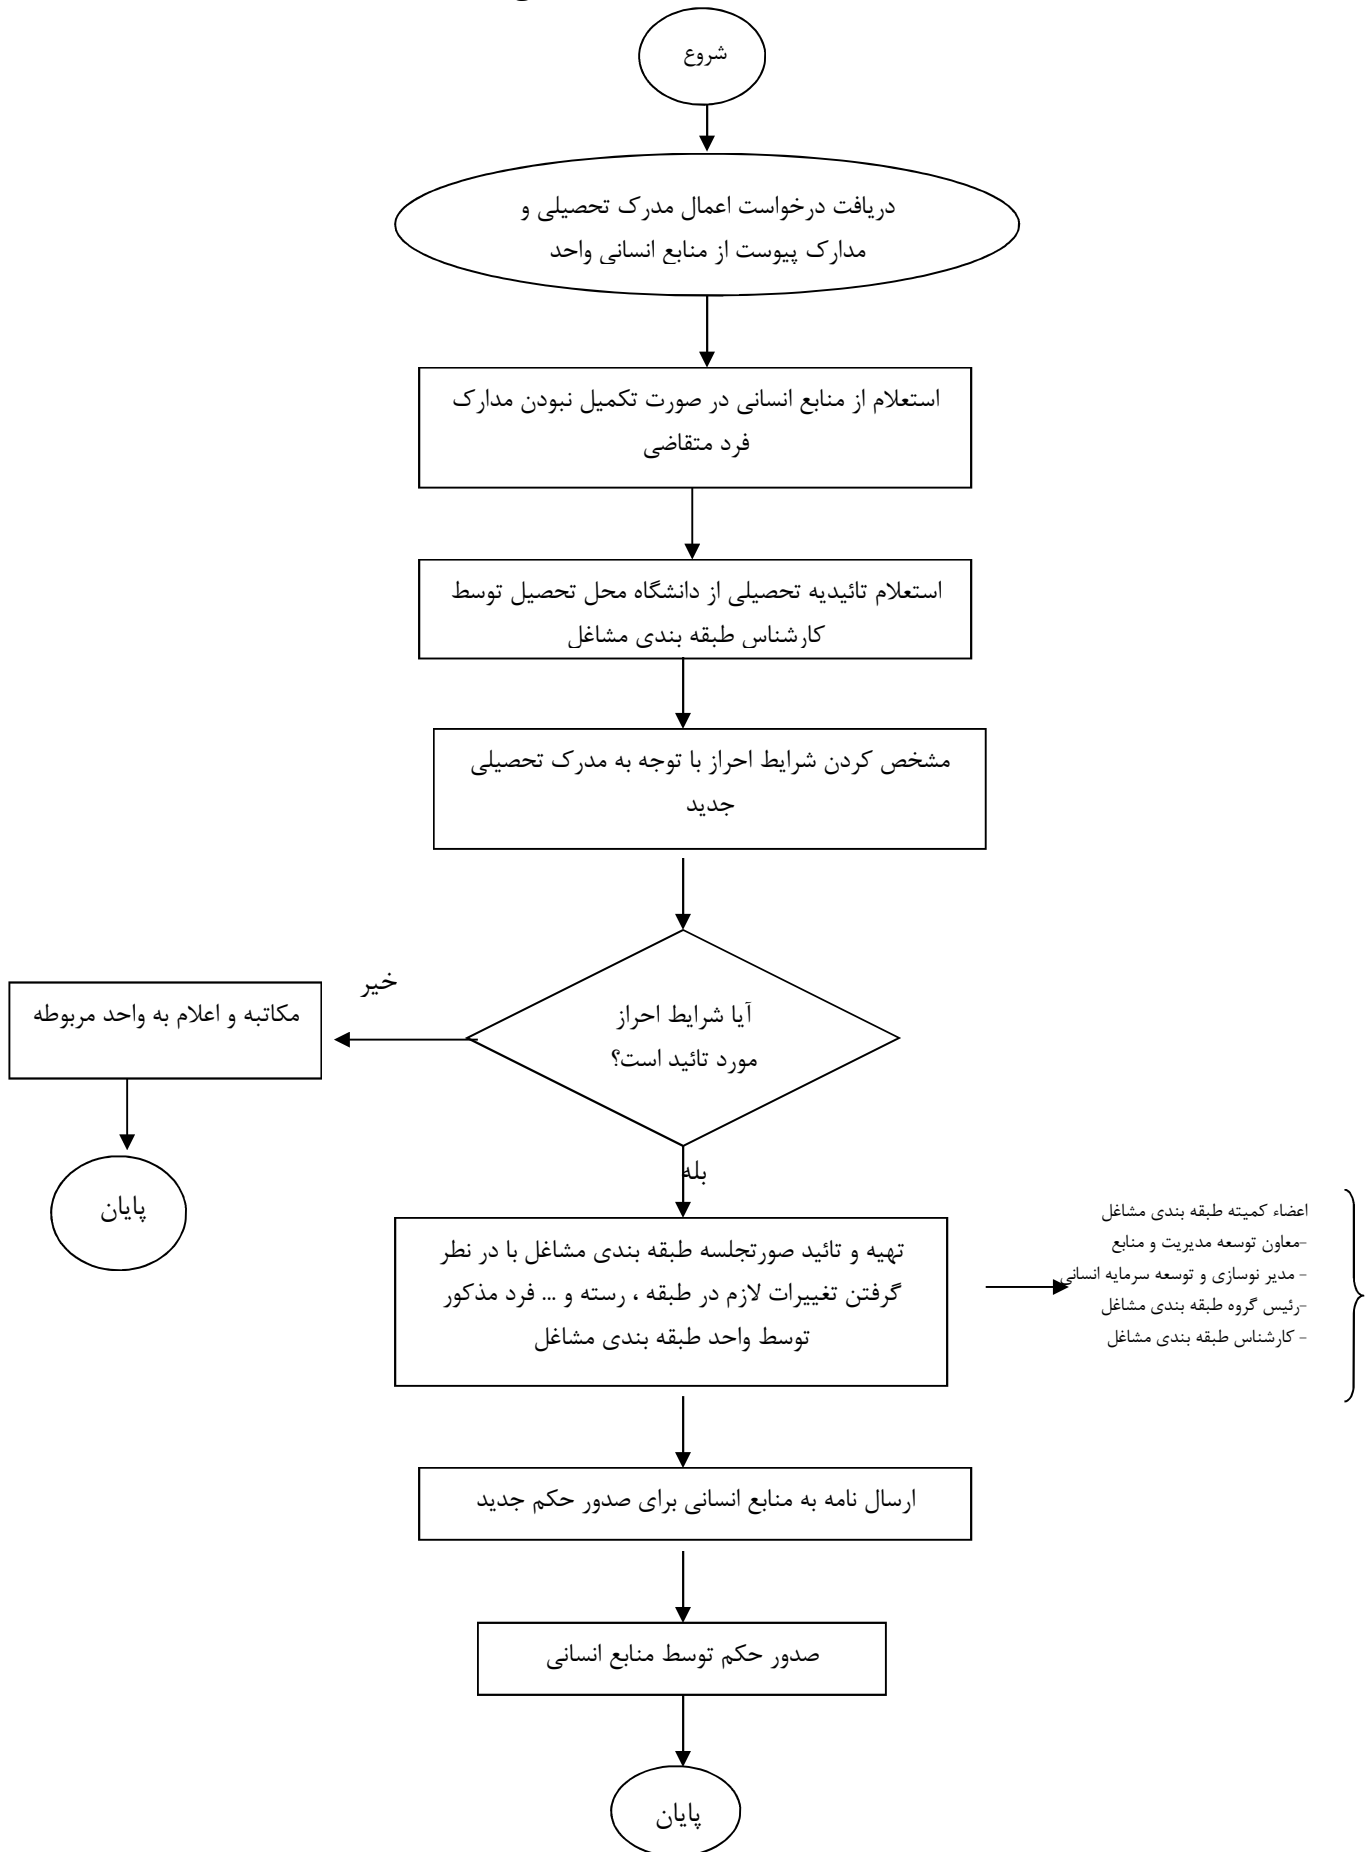 شروع
دریافت درخواست اعمال مدرک تحصیلی و
مدارک پیوست از منابع انسانی واحد
استعلام از منابع انسانی در صورت تکمیل نبودن مدارک
فرد متقاضی
استعلام تائیدیه تحصیلی از دانشگاه محل تحصیل توسط
کارشناس طبقه بندی مشاغل
مشخص کردن شرایط احراز با توجه به مدرک تحصیلی
جدید
آیا شرایط احراز
مورد تائید است؟
خیر
مکاتبه و اعلام به واحد مربوطه
پایان
بله
تهیه و تائید صورتجلسه طبقه بندی مشاغل با در نطر
گرفتن تغییرات لازم در طبقه ، رسته و ... فرد مذکور
توسط واحد طبقه بندی مشاغل
اعضاء کمیته طبقه بندی مشاغل
-معاون توسعه مدیریت و منابع
- مدیر نوسازی و توسعه سرمایه انسانی
-رئیس گروه طبقه بندی مشاغل
- کارشناس طبقه بندی مشاغل
ارسال نامه به منابع انسانی برای صدور حکم جدید
صدور حکم توسط منابع انسانی
پایان